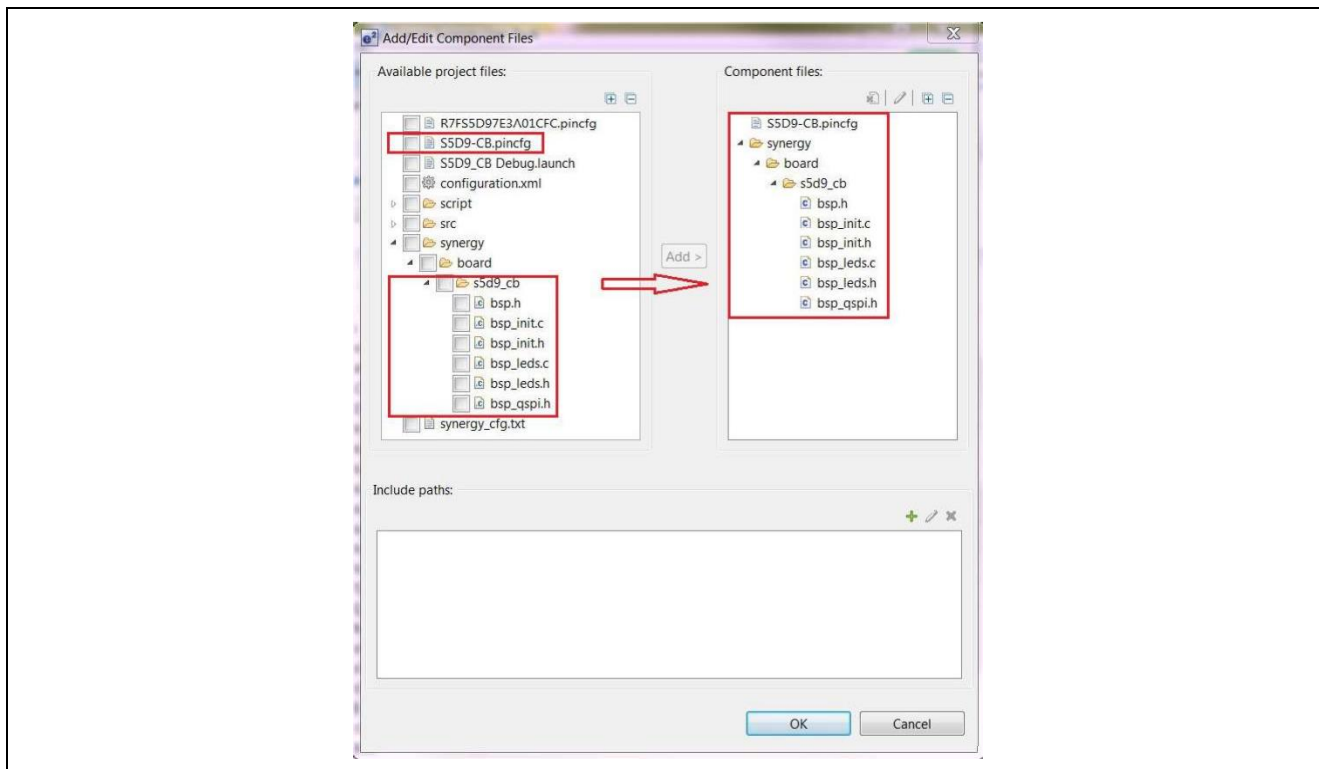 e² Add/Edit Component Files
Available project files:
R7FS5D97E3A01CFC.pincfg
S5D9-CB.pincfg
S5D9_CB Debug.launch
configuration.xml
script
src
synergy
board
s5d9_cb
bsp.h
bsp_init.c
bsp_init.h
bsp_leds.c
bsp_leds.h
bsp_qspi.h
synergy_cfg.txt
Add >
Component files:
S5D9-CB.pincfg
synergy
board
s5d9_cb
bsp.h
bsp_init.c
bsp_init.h
bsp_leds.c
bsp_leds.h
bsp_qspi.h
Include paths:
OK
Cancel